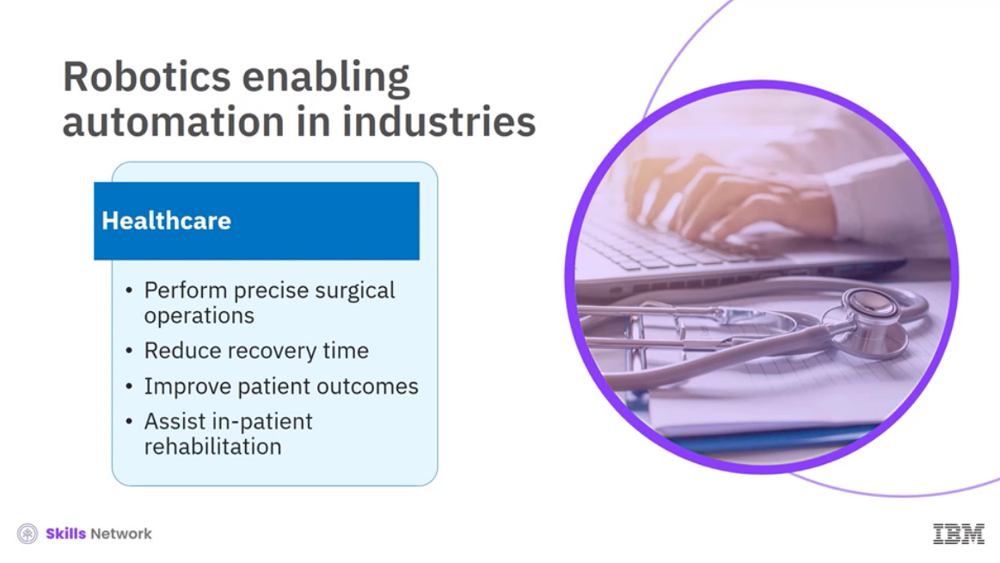 Robotics enabling
automation in industries
Healthcare
• Perform precise surgical
operations
• Reduce recovery time
• Improve patient outcomes
• Assist in-patient
rehabilitation
Skills Network
IBM